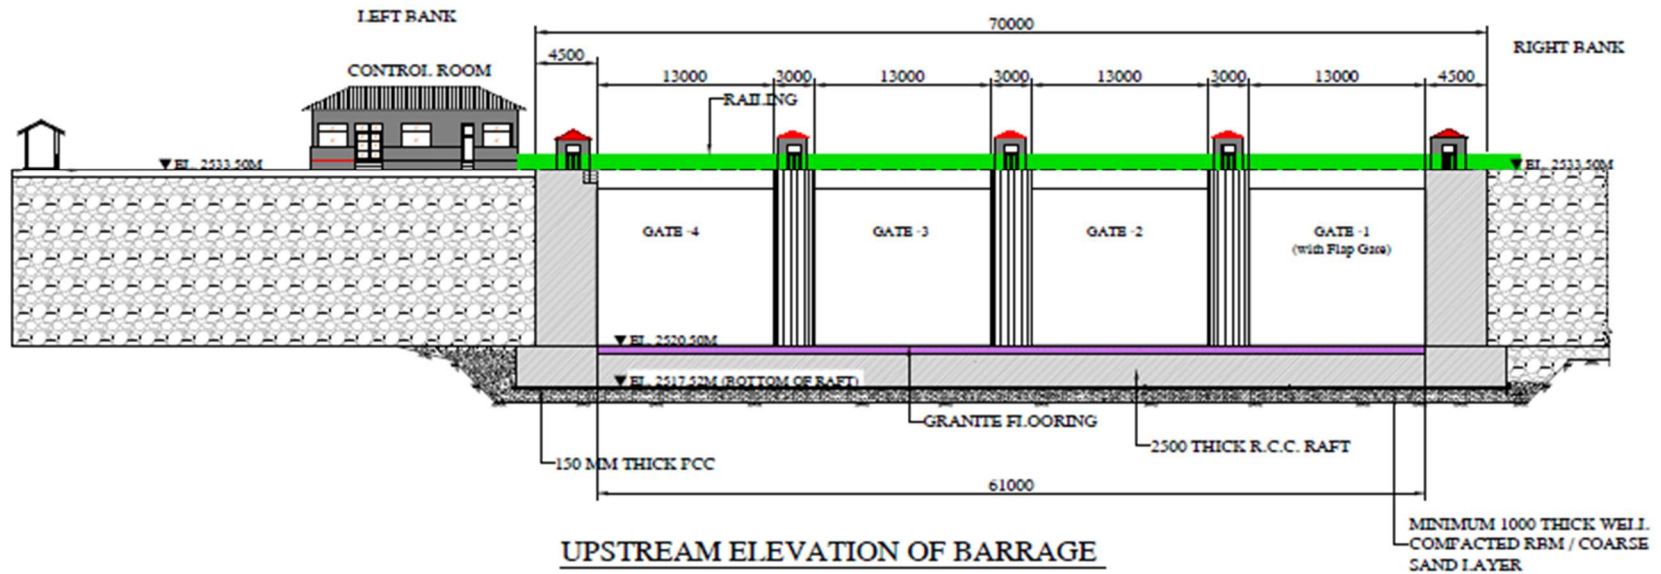 LEFT BANK
70000
RIGHT BANK
4500
CONTROL ROOM
13000
3000
13000
3000
13000
3000
13000
4500
RAILING
EL. 2533.50M
EL. 2533.50M
GATE -4
GATE -3
GATE -2
GATE -1
(with Flap Gate)
EL. 2520.50M
EL. 2517.52M (BOTTOM OF RAFT)
GRANITE FLOORING
2500 THICK R.C.C. RAFT
150 MM THICK PCC
61000
MINIMUM 1000 THICK WELL
COMPACTED RBM / COARSE
SAND LAYER
UPSTREAM ELEVATION OF BARRAGE